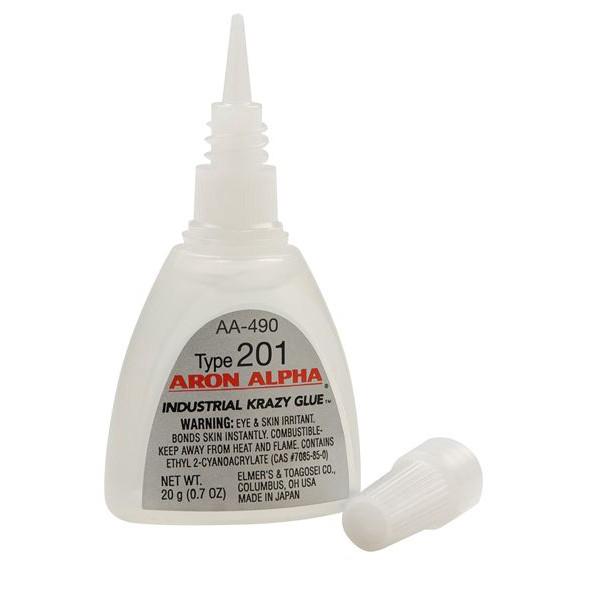 AA-490
Type 201
ARON ALPHA®
INDUSTRIAL KRAZY GLUE™
WARNING: EYE & SKIN IRRITANT.
BONDS SKIN INSTANTLY. COMBUSTIBLE-
KEEP AWAY FROM HEAT AND FLAME. CONTAINS
ETHYL 2-CYANOACRYLATE (CAS #7085-85-0)
NET WT.
20 g (0.7 OZ)
ELMER'S & TOAGOSEI CO.,
COLUMBUS, OH USA
MADE IN JAPAN